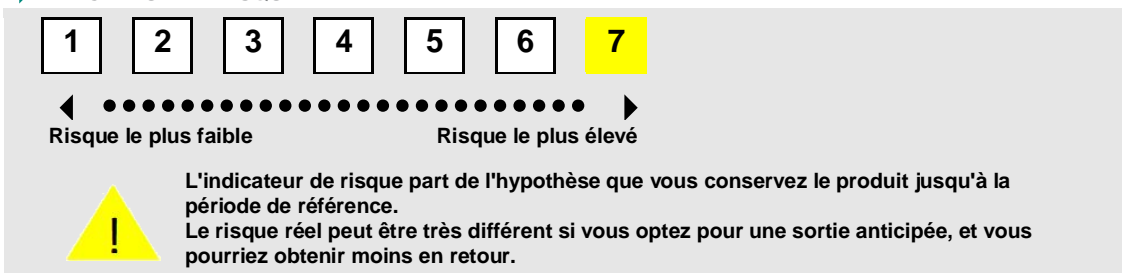 1 2 3 4 5 6 7
Risque le plus faible Risque le plus élevé
! L'indicateur de risque part de l'hypothèse que vous conservez le produit jusqu'à la
période de référence.
Le risque réel peut être très différent si vous optez pour une sortie anticipée, et vous
pourriez obtenir moins en retour.